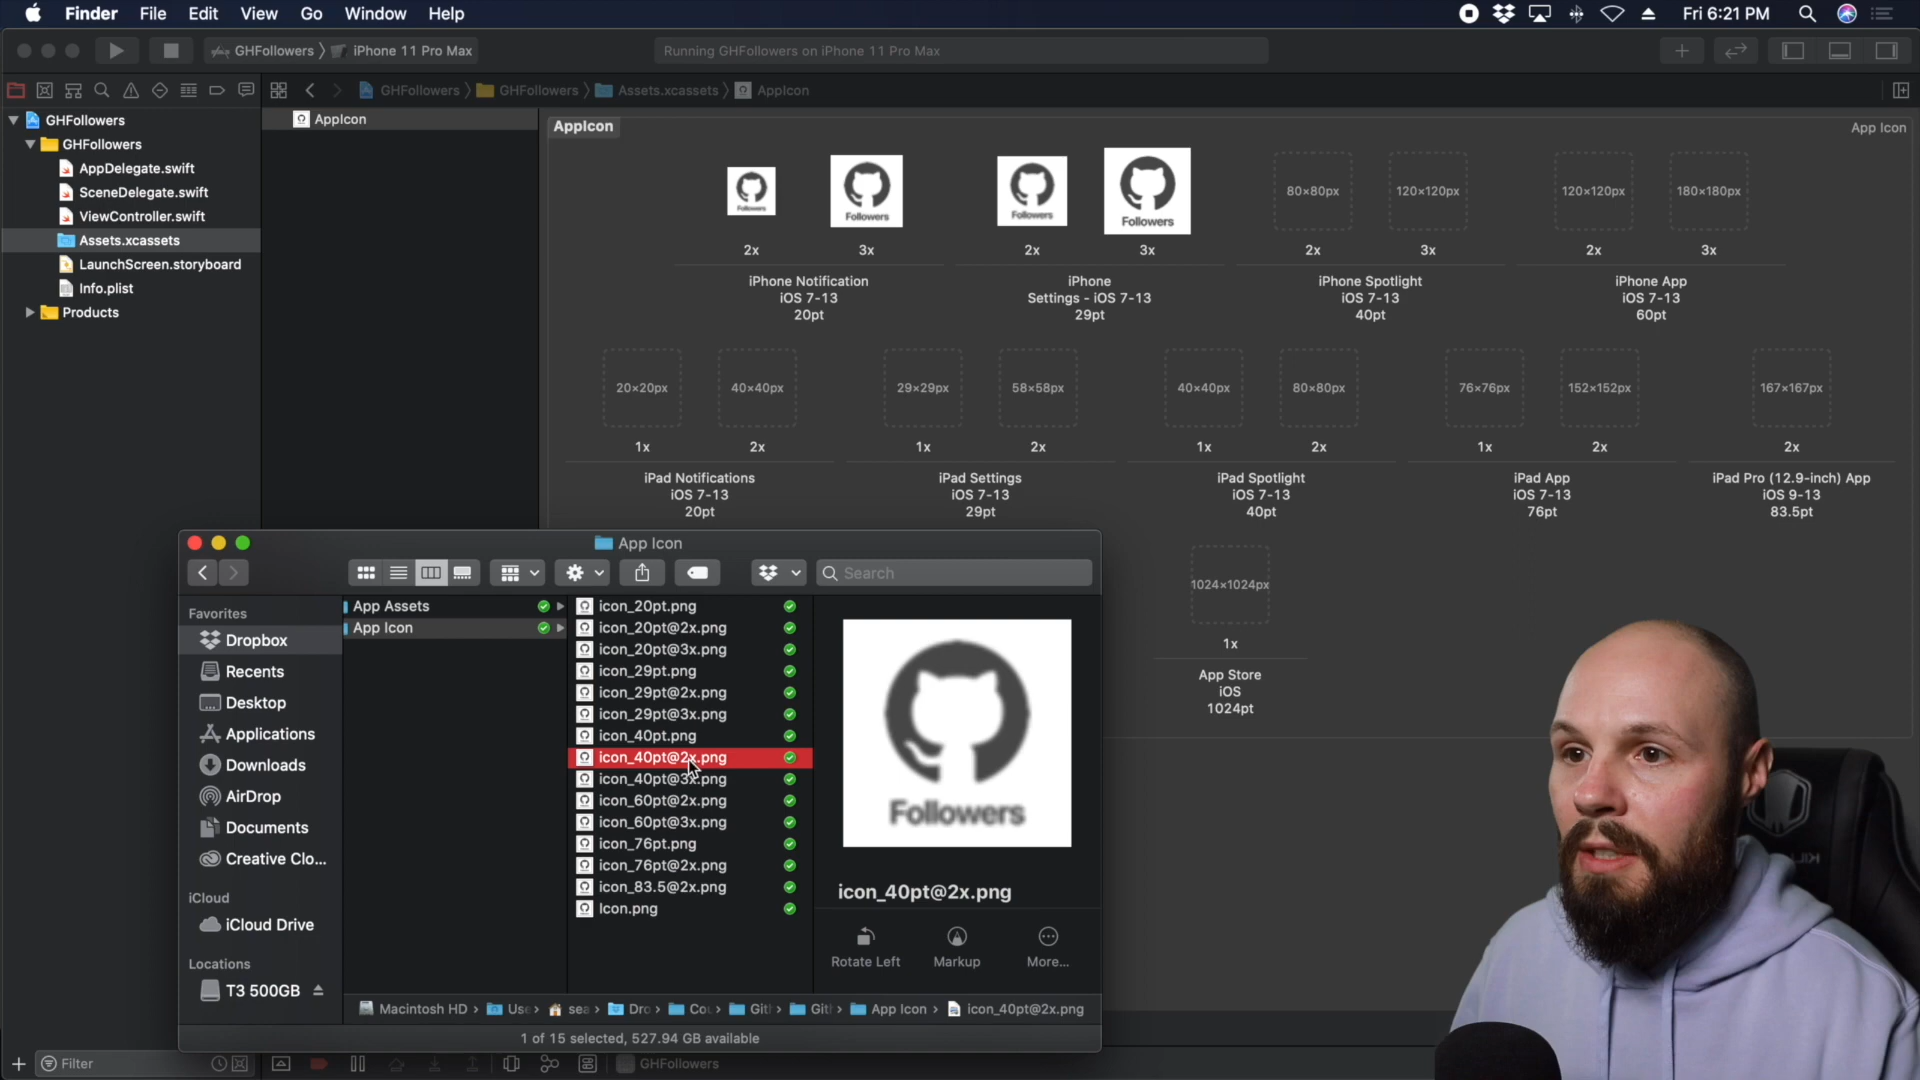 Finder File Edit View Go Window Help
Fri 6:21 PM
GHFollowers iPhone 11 Pro Max
Running GHFollowers on iPhone 11 Pro Max
GHFollowers GHFollowers Assets.xcassets AppIcon
GHFollowers
GHFollowers
AppDelegate.swift
SceneDelegate.swift
ViewController.swift
Assets.xcassets
LaunchScreen.storyboard
Info.plist
Products
AppIcon
AppIcon
App Icon
Followers
Followers
Followers
Followers
80×80px
120×120px
120×120px
180×180px
2x 3x 2x 3x 2x 3x 2x 3x
iPhone Notification
iOS 7-13
20pt
iPhone
Settings - iOS 7-13
29pt
iPhone Spotlight
iOS 7-13
40pt
iPhone App
iOS 7-13
60pt
20×20px 40×40px 29×29px 58×58px 40×40px 80×80px 76×76px 152×152px 167×167px
1x 2x 1x 2x 1x 2x 1x 2x 2x
iPad Notifications
iOS 7-13
20pt
iPad Settings
iOS 7-13
29pt
iPad Spotlight
iOS 7-13
40pt
iPad App
iOS 7-13
76pt
iPad Pro (12.9-inch) App
iOS 9-13
83.5pt
1024×1024px
1x
App Store
iOS
1024pt
App Icon
Search
Favorites
Dropbox
Recents
Desktop
Applications
Downloads
AirDrop
Documents
Creative Clo...
iCloud
iCloud Drive
Locations
T3 500GB
App Assets
App Icon
icon_20pt.png
icon_20pt@2x.png
icon_20pt@3x.png
icon_29pt.png
icon_29pt@2x.png
icon_29pt@3x.png
icon_40pt.png
icon_40pt@2x.png
icon_40pt@3x.png
icon_60pt@2x.png
icon_60pt@3x.png
icon_76pt.png
icon_76pt@2x.png
icon_83.5@2x.png
Icon.png
Followers
icon_40pt@2x.png
Rotate Left Markup More...
Macintosh HD › Use › sea › Dro › Cou › Gitl › Gitl › App Icon › icon_40pt@2x.png
1 of 15 selected, 527.94 GB available
Filter
GHFollowers